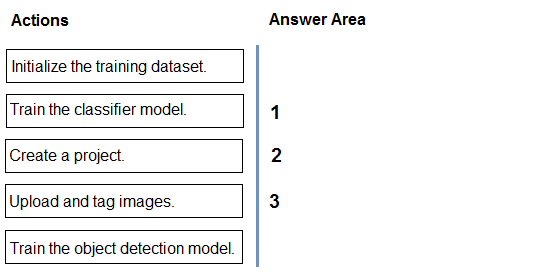 Actions
Answer Area
Initialize the training dataset.
Train the classifier model.
1
Create a project.
2
Upload and tag images.
3
Train the object detection model.